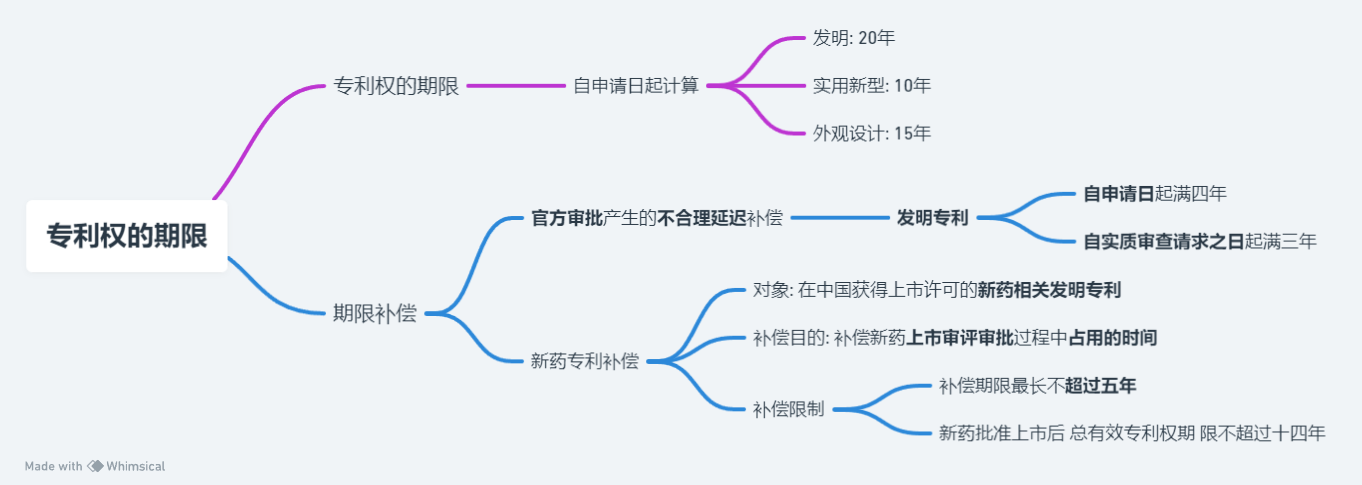 专利权的期限
专利权的期限
自申请日起计算
发明: 20年
实用新型: 10年
外观设计: 15年
期限补偿
官方审批产生的不合理延迟补偿
发明专利
自申请日起满四年
自实质审查请求之日起满三年
新药专利补偿
对象: 在中国获得上市许可的新药相关发明专利
补偿目的: 补偿新药上市审评审批过程中占用的时间
补偿限制
补偿期限最长不超过五年
新药批准上市后 总有效专利权期 限不超过十四年
Made with Whimsical